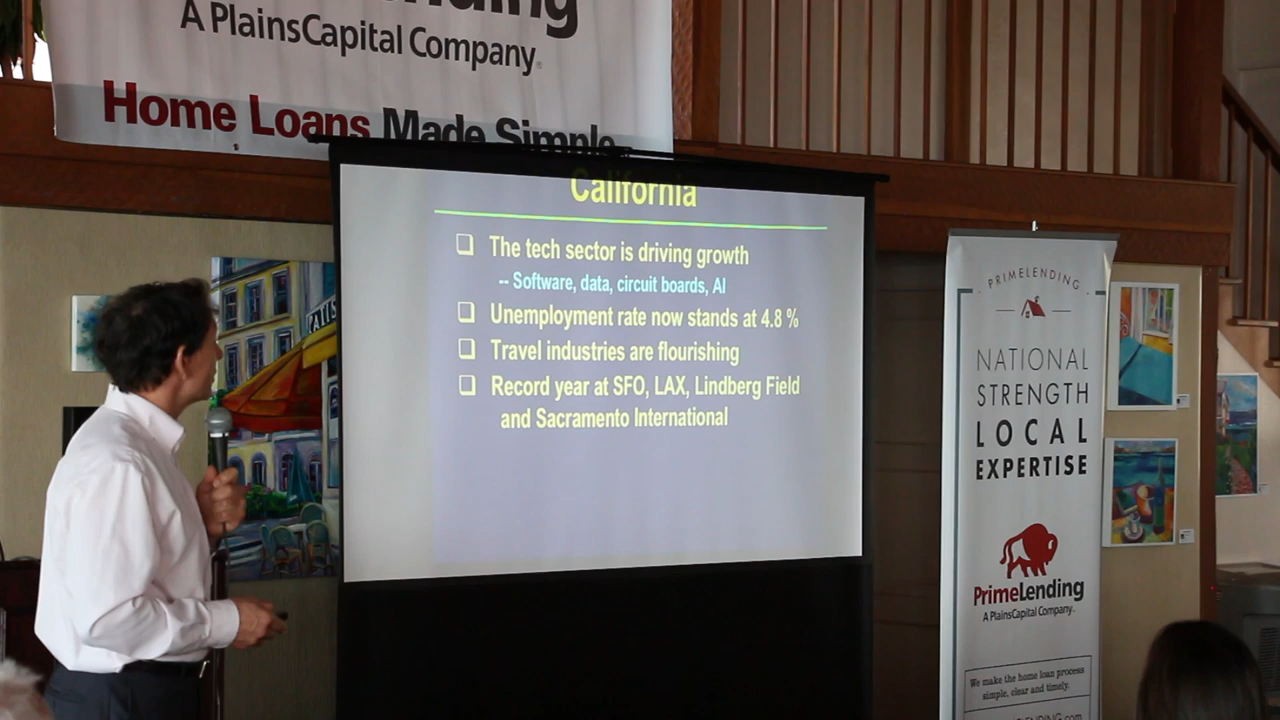 A PlainsCapital Company.
Home Loans Made Simple
California
The tech sector is driving growth
-- Software, data, circuit boards, AI
Unemployment rate now stands at 4.8 %
Travel industries are flourishing
Record year at SFO, LAX, Lindberg Field
and Sacramento International
PRIMELENDING
NATIONAL
STRENGTH
LOCAL
EXPERTISE
PrimeLending
A PlainsCapital Company.
We make the home loan process
simple, clear and timely.